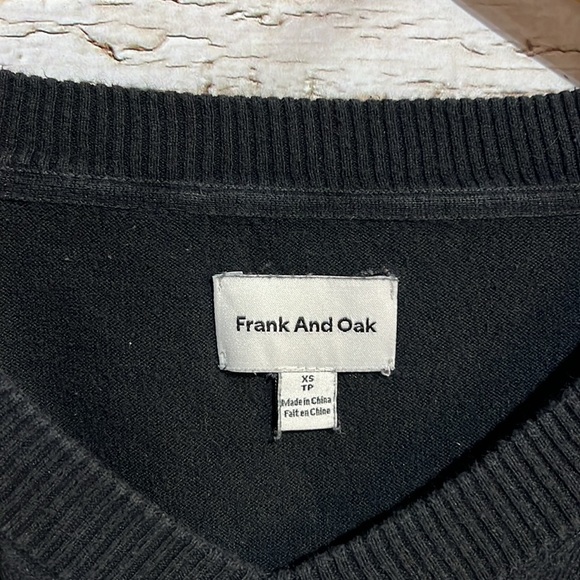 Frank And Oak
XS
TP
Made in China
Fait en Chine